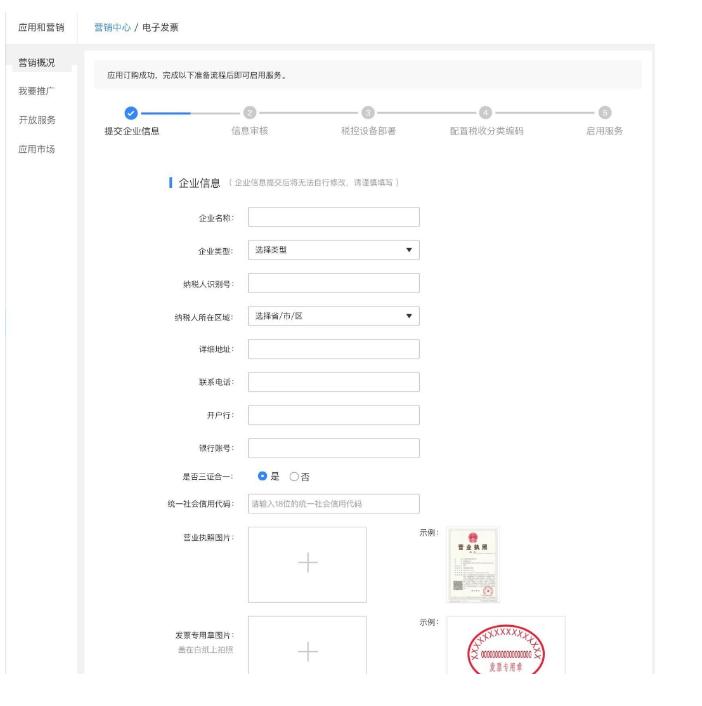 应用和营销
营销中心 / 电子发票
营销概况
我要推广
开放服务
应用市场
应用订购成功，完成以下准备流程后即可启用服务。
2
3
4
5
提交企业信息
信息审核
税控设备部署
配置税收分类编码
启用服务
企业信息 （ 企业信息提交后将无法自行修改，请谨慎填写 ）
企业名称：
企业类型：
选择类型
纳税人识别号：
纳税人所在区域：
选择省/市/区
详细地址：
联系电话：
开户行：
银行账号：
是否三证合一：
是
否
统一社会信用代码：
请输入18位的统一社会信用代码
营业执照图片：
示例：
营业执照
发票专用章图片：
盖在白纸上拍照
示例：
发票专用章